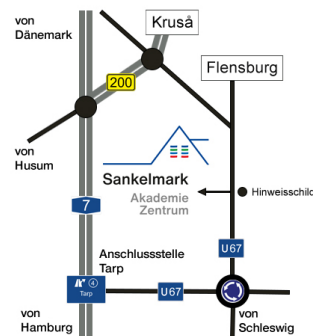 von
Dänemark
Kruså
200
Flensburg
von
Husum
Sankelmark
Akademie
Zentrum
Hinweisschild
7
U67
Anschlussstelle
Tarp
4
Tarp
U67
von
Hamburg
von
Schleswig